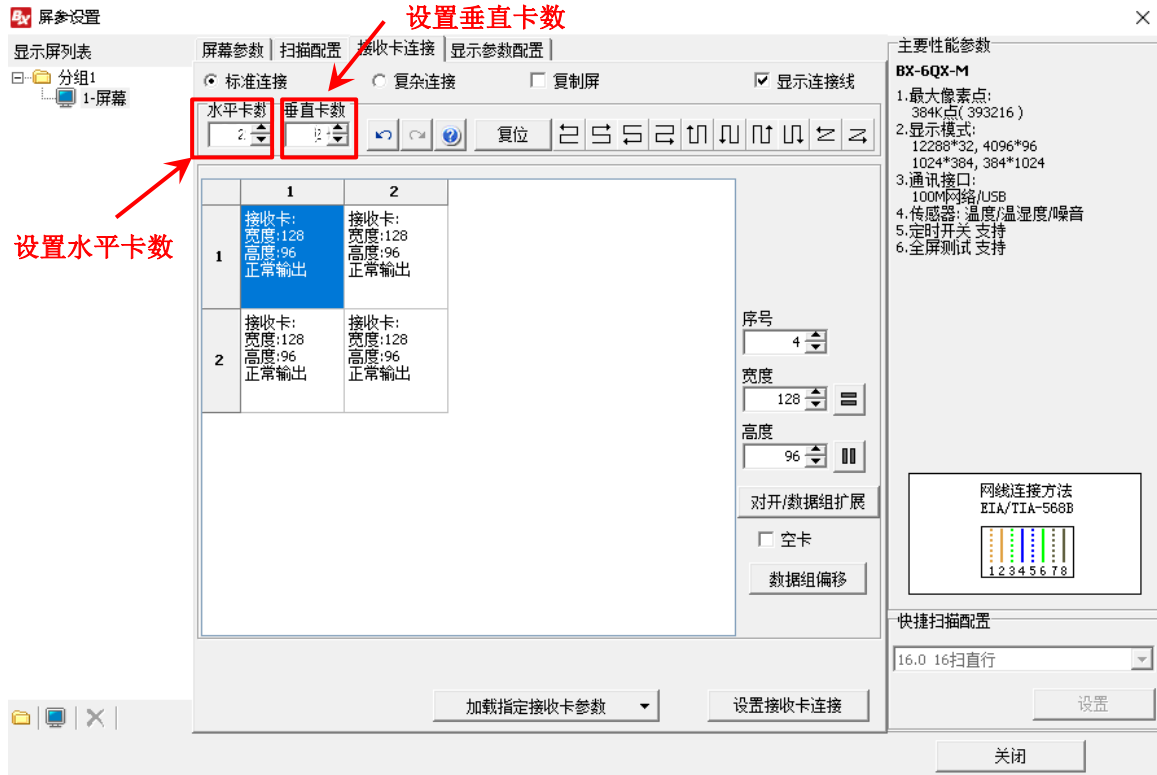 BX 屏参设置
设置垂直卡数
显示屏列表
分组1
1-屏幕
屏幕参数
扫描配置
接收卡连接
显示参数配置
标准连接
复杂连接
复制屏
显示连接线
水平卡数
垂直卡数
2
2
复位
设置水平卡数
1
2
1
接收卡:
宽度:128
高度:96
正常输出
接收卡:
宽度:128
高度:96
正常输出
2
接收卡:
宽度:128
高度:96
正常输出
接收卡:
宽度:128
高度:96
正常输出
序号
4
宽度
128
高度
96
对开/数据组扩展
空卡
数据组偏移
加载指定接收卡参数
设置接收卡连接
主要性能参数
BX-6QX-M
1.最大像素点:
384K点(393216)
2.显示模式:
12288*32, 4096*96
1024*384, 384*1024
3.通讯接口:
100M网络/USB
4.传感器: 温度/温湿度/噪音
5.定时开关 支持
6.全屏测试 支持
网线连接方法
EIA/TIA-568B
12345678
快捷扫描配置
16.0 16扫直行
设置
关闭